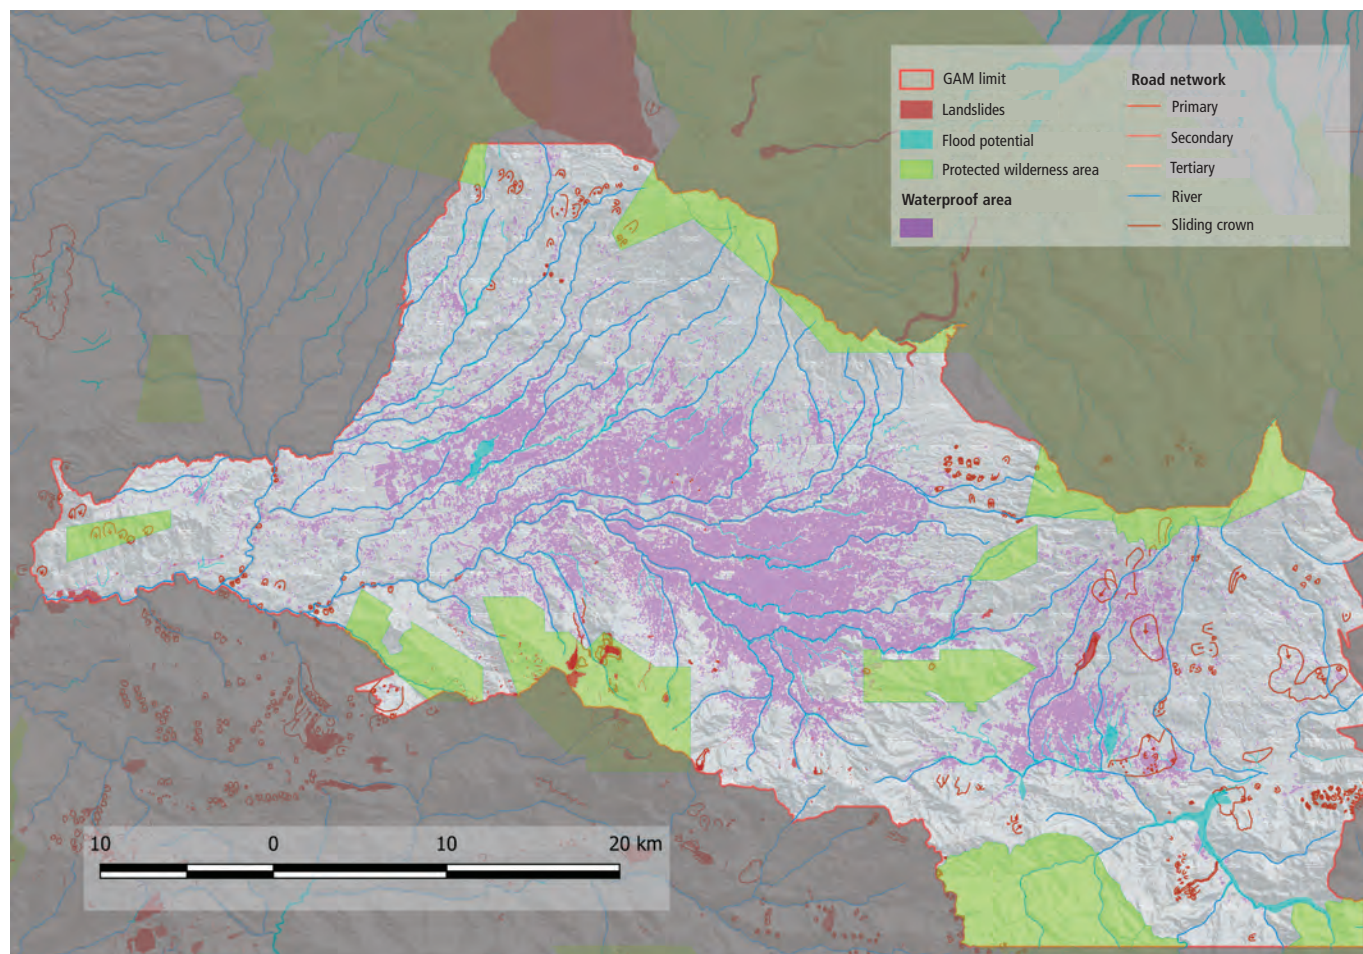 GAM limit
Landslides
Flood potential
Protected wilderness area
Waterproof area
Road network
Primary
Secondary
Tertiary
River
Sliding crown
10 0 10 20 km